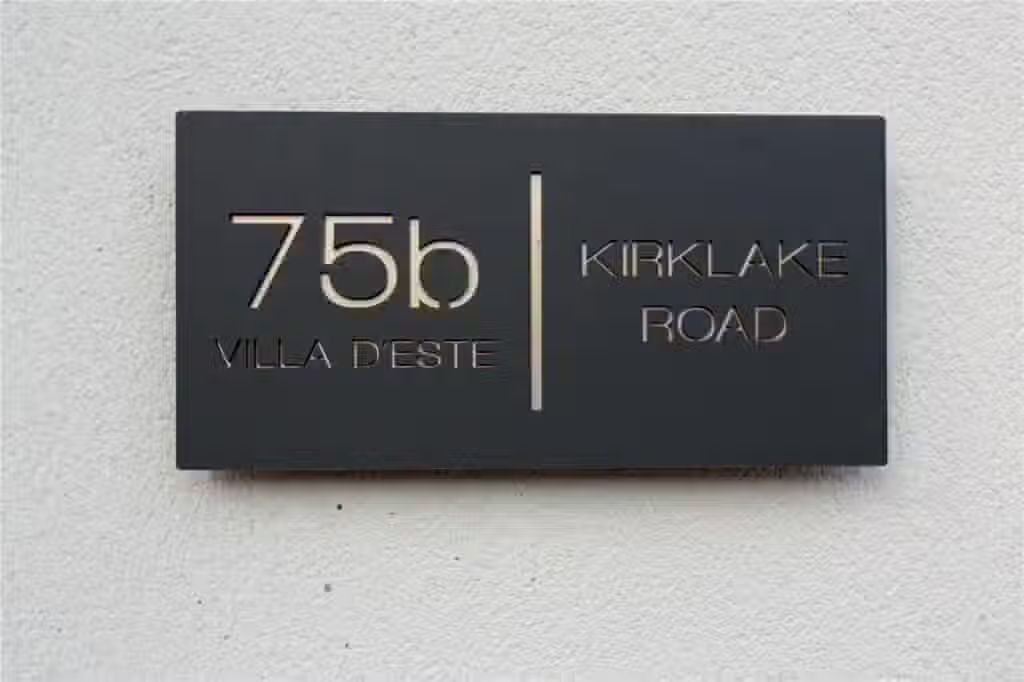 75b
VILLA D'ESTE
KIRKLAKE
ROAD